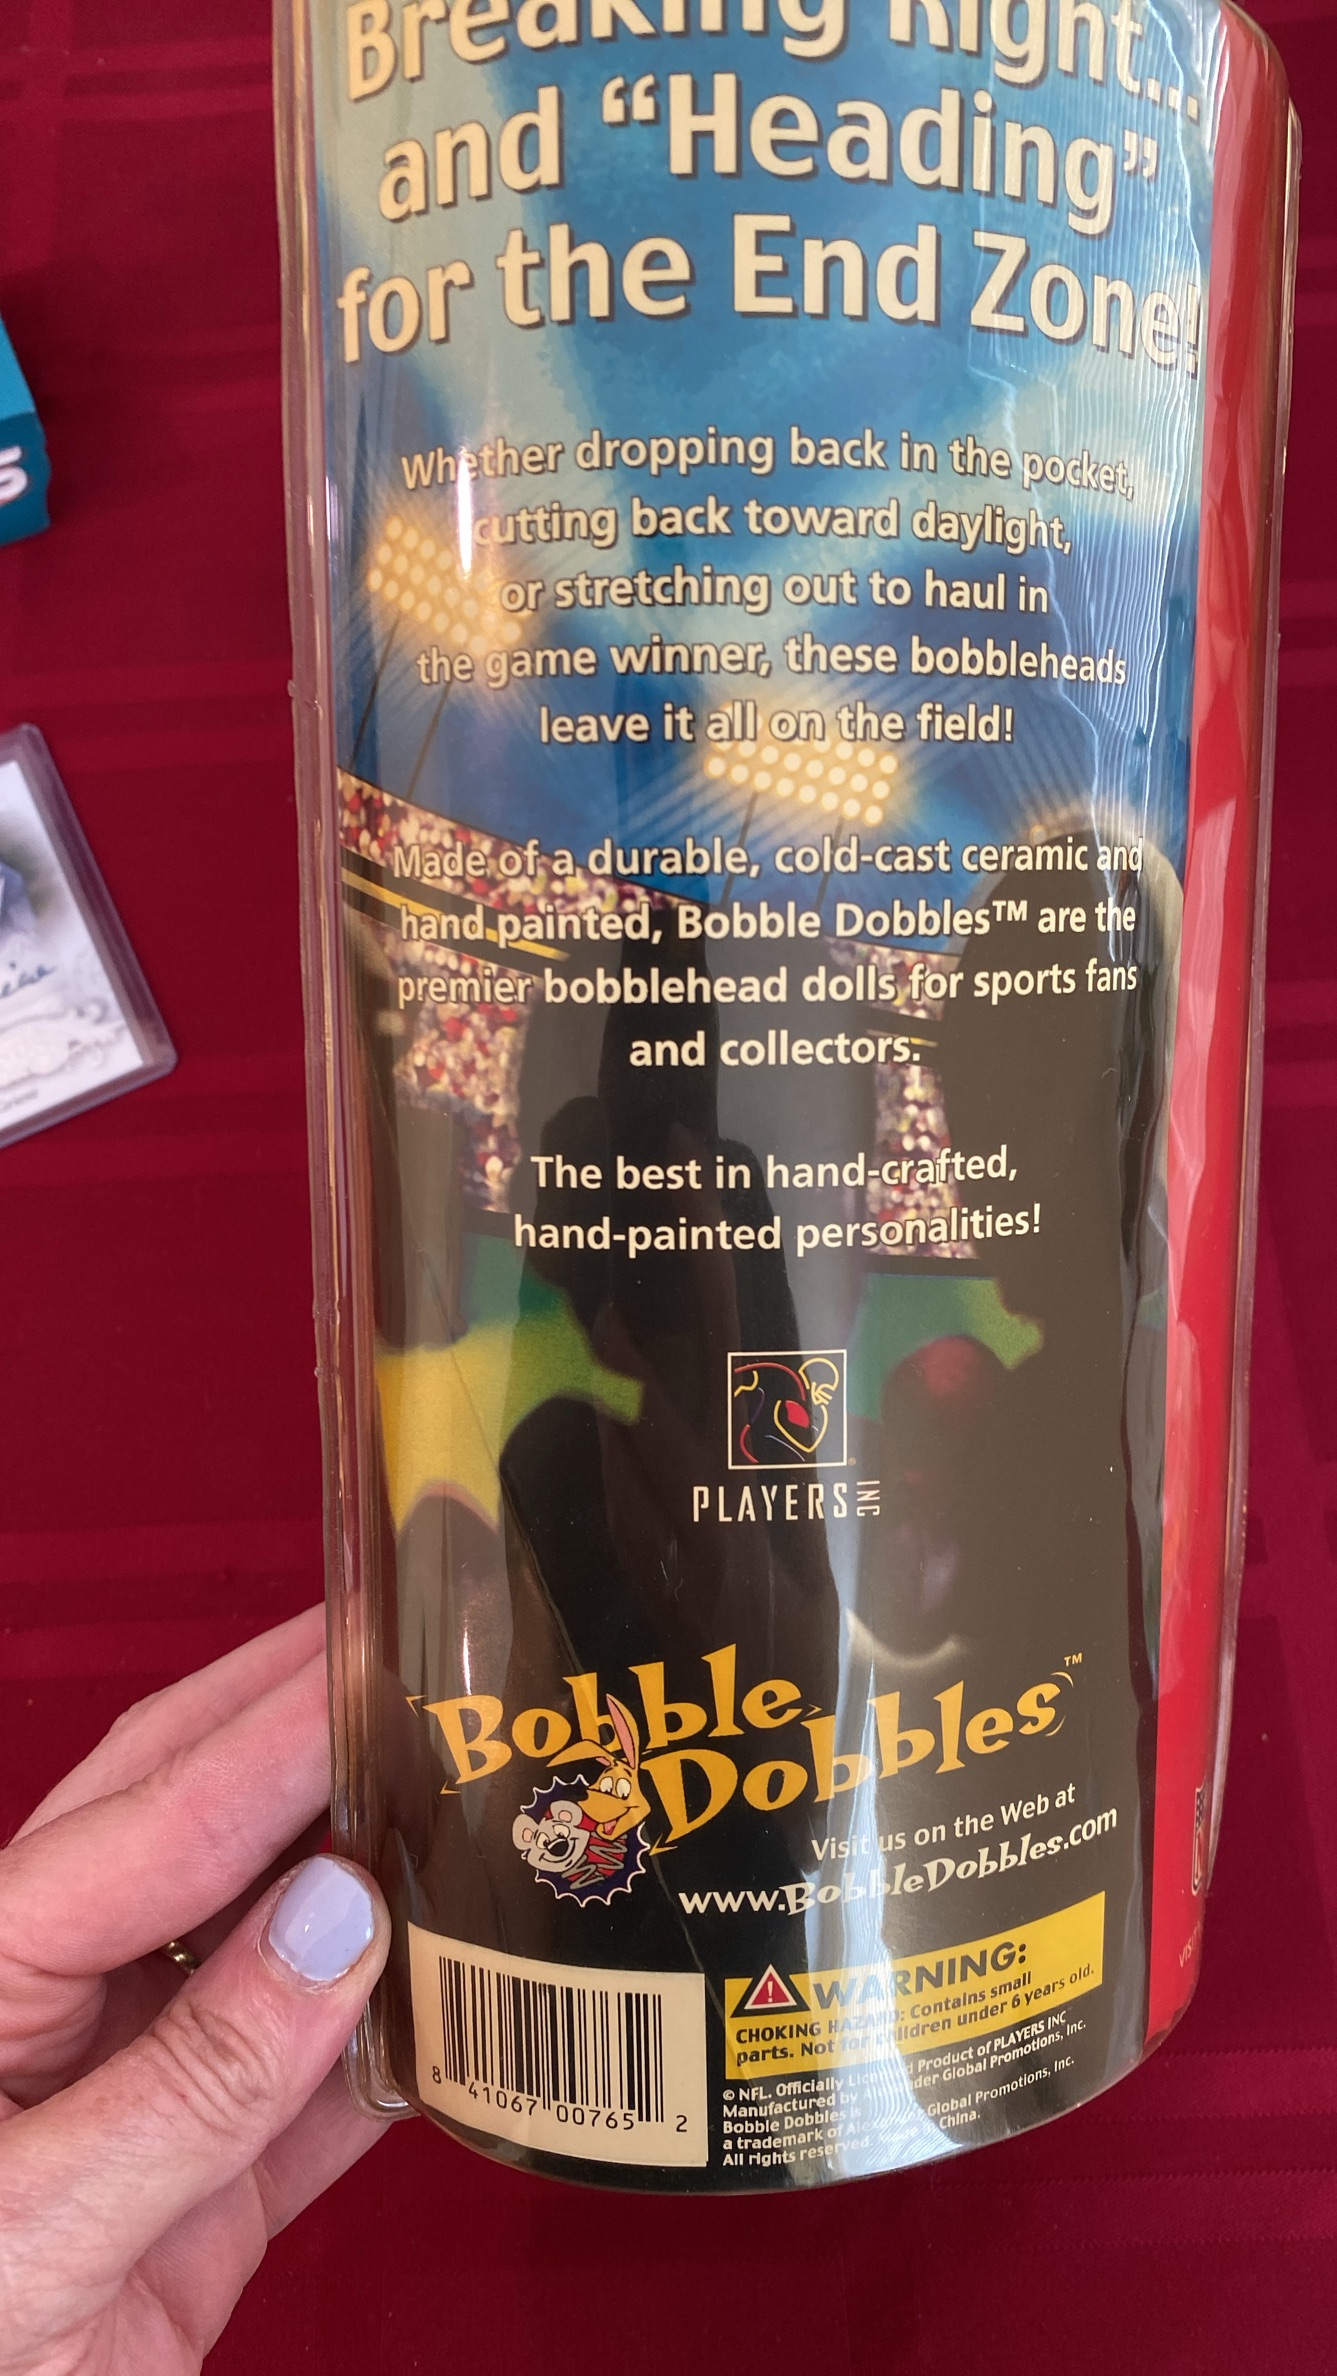 Breaking Right...
and “Heading”
for the End Zone!
Whether dropping back in the pocket,
cutting back toward daylight,
or stretching out to haul in
the game winner, these bobbleheads
leave it all on the field!
Made of a durable, cold-cast ceramic and
hand painted, Bobble Dobbles™ are the
premier bobblehead dolls for sports fans
and collectors.
The best in hand-crafted,
hand-painted personalities!
PLAYERS INC
Bobble
Dobbles™
Visit us on the Web at
www.BobbleDobbles.com
WARNING:
CHOKING HAZARD: Contains small
parts. Not for children under 6 years old.
© NFL. Officially Licensed Product of PLAYERS INC
Manufactured by Alexander Global Promotions, Inc.
Bobble Dobbles is
a trademark of Alexander Global Promotions, Inc.
All rights reserved. Made in China.
8 41067 00765 2
S